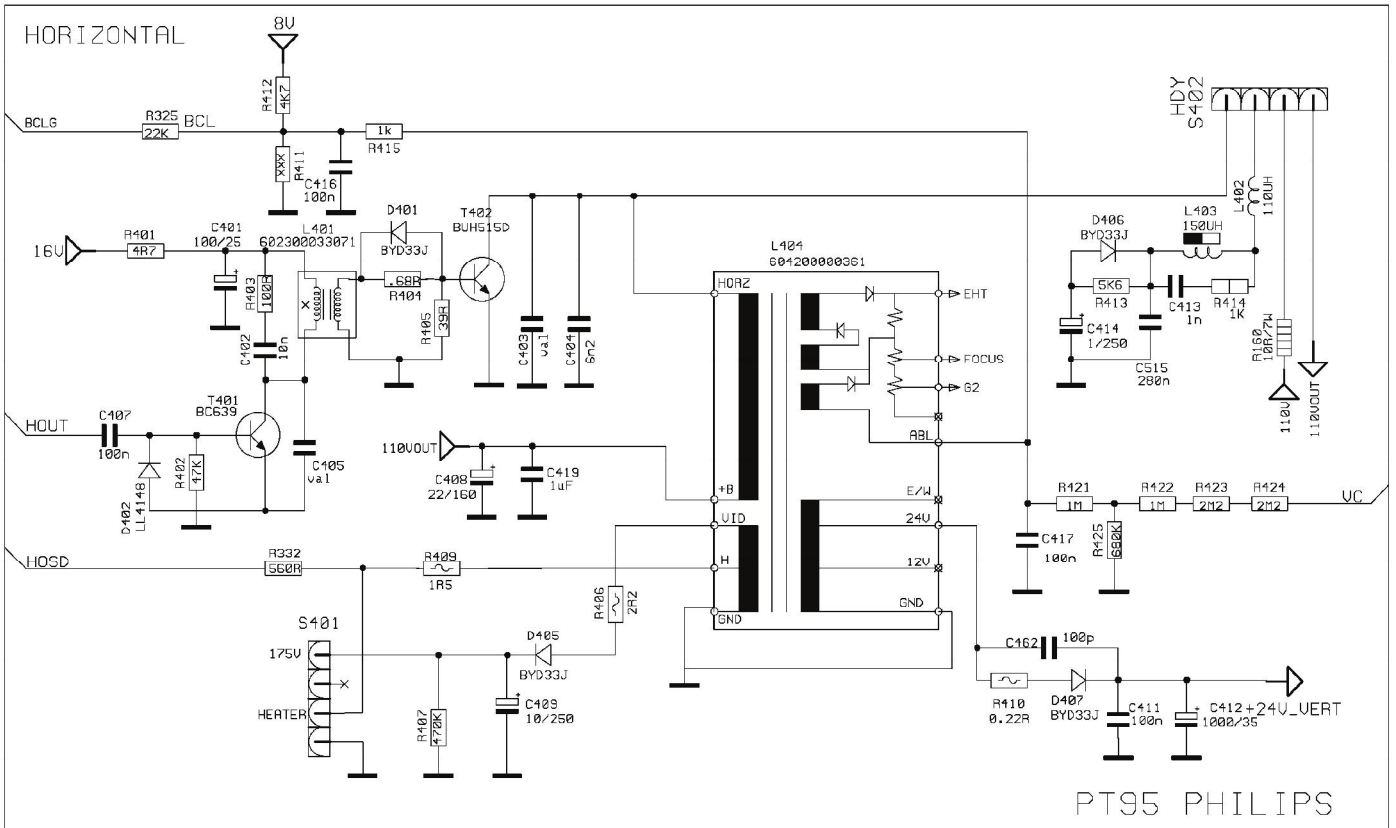 HORIZONTAL
8V
R412
4K7
BCLG
R325
22K
BCL
R411
XXX
C416
100n
1k
R415
HDY
S402
16V
R401
4R7
C401
100/25
+
L401
602300033071
R403
100R
C402
10n
D401
BYD33J
.68R
R404
R405
39R
T402
BUH515D
C403
val
C404
6n2
L404
604200000361
HORZ
EHT
FOCUS
G2
ABL
+B
E/W
VID
24V
H
12V
GND
GND
D406
BYD33J
L403
150UH
L402
110UH
5K6
R413
C413
1n
R414
1K
+
C414
1/250
C515
280n
R160
10R/7W
110V
110VOUT
HOUT
C407
100n
T401
BC639
R402
47K
D402
LL4148
C405
val
110VOUT
+
C408
22/160
C419
1uF
R421
1M
R422
1M
R423
2M2
R424
2M2
VC
C417
100n
R425
680K
HOSD
R332
560R
R409
1R5
R406
2R2
S401
175V
HEATER
D405
BYD33J
R407
470K
+
C409
10/250
C462
100p
R410
0.22R
D407
BYD33J
C411
100n
+
C412
1000/35
+24V_VERT
PT95 PHILIPS